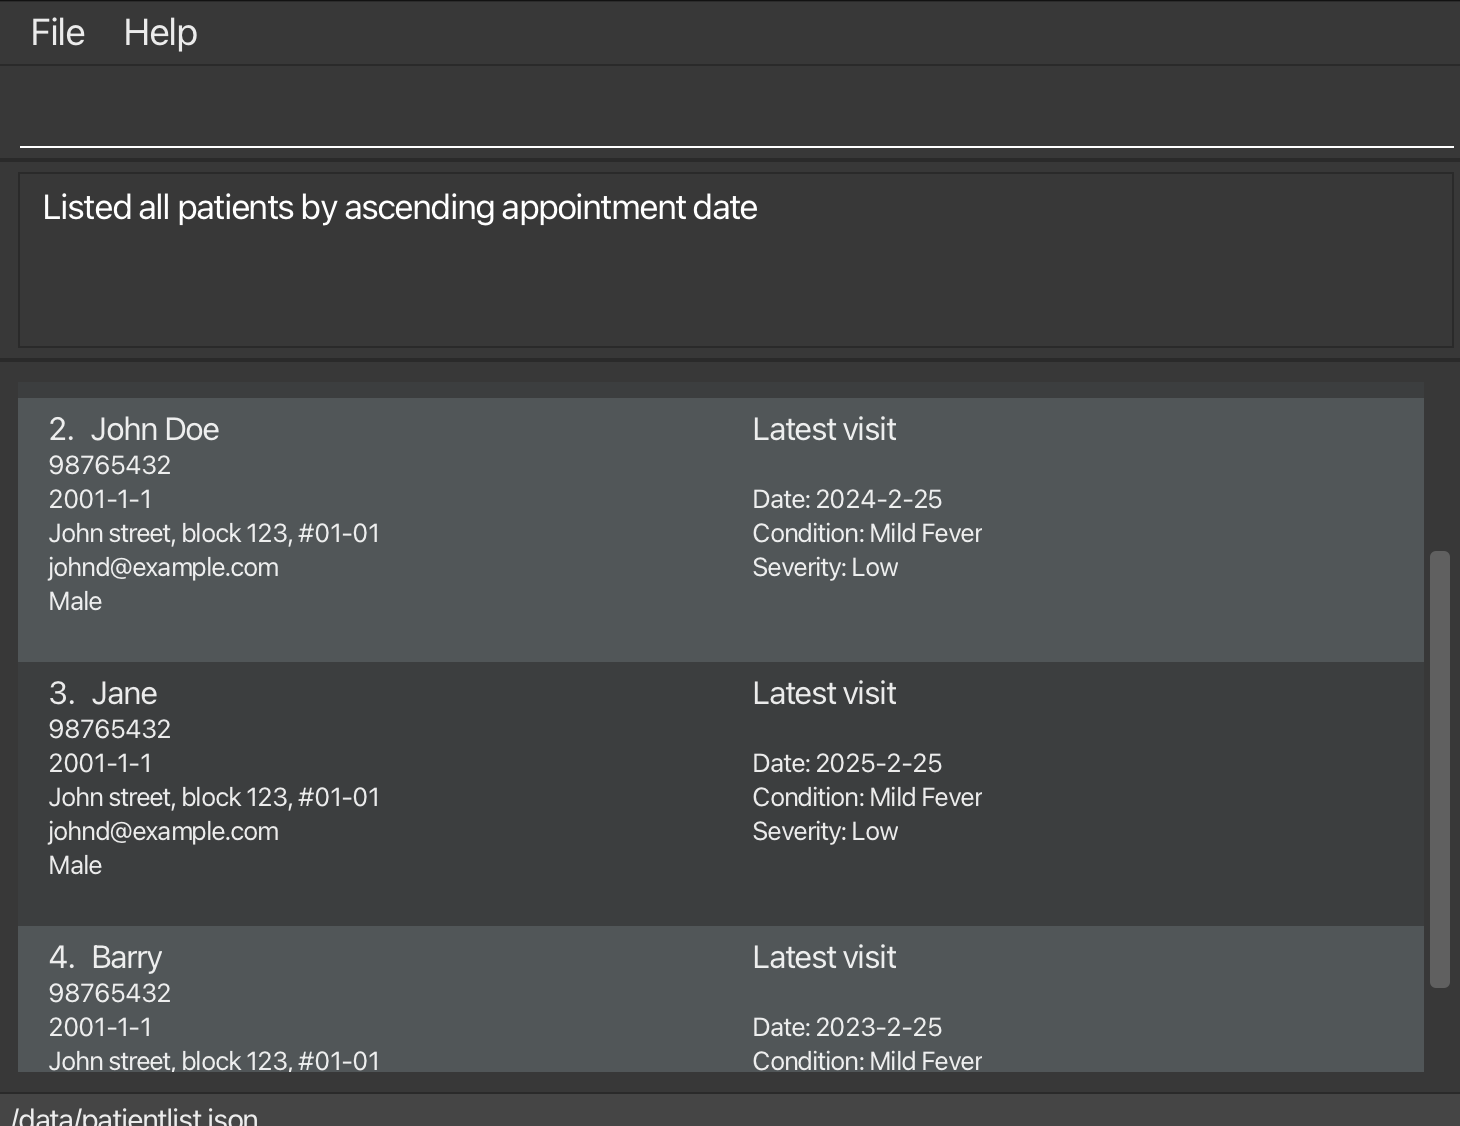 File Help
Listed all patients by ascending appointment date
2. John Doe
98765432
2001-1-1
John street, block 123, #01-01
johnd@example.com
Male
Latest visit
Date: 2024-2-25
Condition: Mild Fever
Severity: Low
3. Jane
98765432
2001-1-1
John street, block 123, #01-01
johnd@example.com
Male
Latest visit
Date: 2025-2-25
Condition: Mild Fever
Severity: Low
4. Barry
98765432
2001-1-1
John street, block 123, #01-01
Latest visit
Date: 2023-2-25
Condition: Mild Fever
/data/patientlist.json